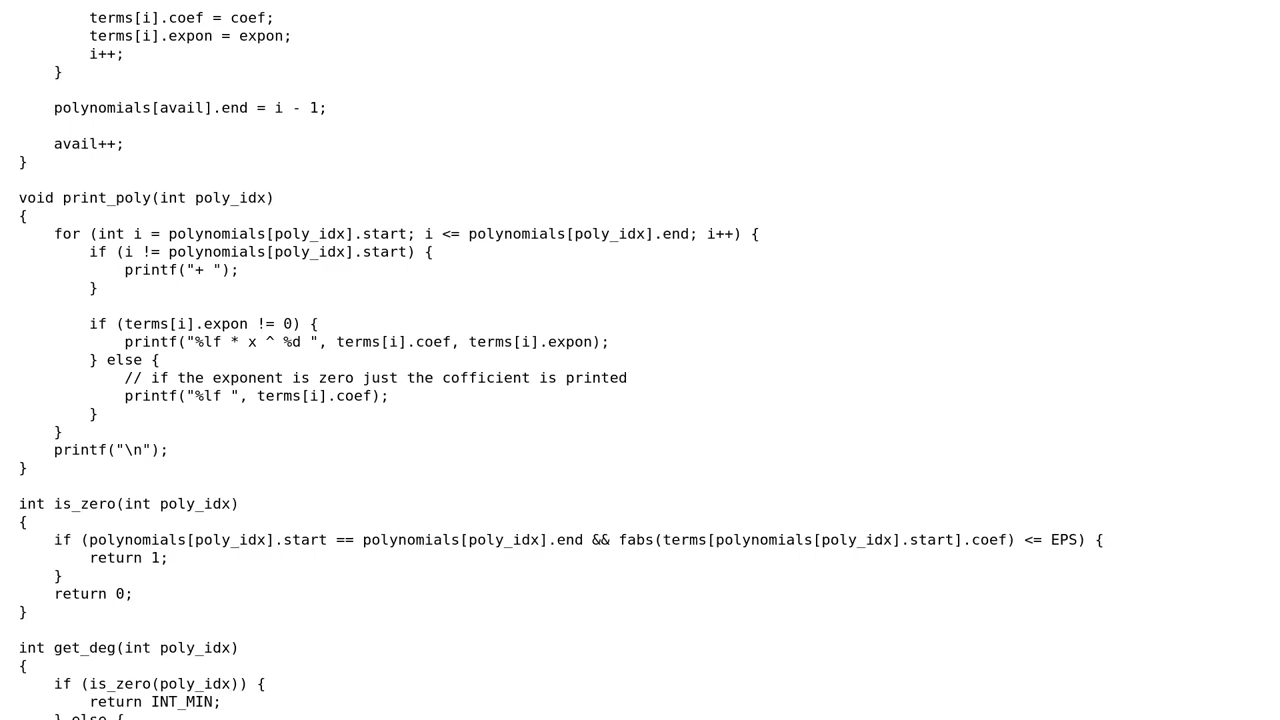 terms[i].coef = coef;
        terms[i].expon = expon;
        i++;
    }

    polynomials[avail].end = i - 1;

    avail++;
}

void print_poly(int poly_idx)
{
    for (int i = polynomials[poly_idx].start; i <= polynomials[poly_idx].end; i++) {
        if (i != polynomials[poly_idx].start) {
            printf("+ ");
        }

        if (terms[i].expon != 0) {
            printf("%lf * x ^ %d ", terms[i].coef, terms[i].expon);
        } else {
            // if the exponent is zero just the cofficient is printed
            printf("%lf ", terms[i].coef);
        }
    }
    printf("\n");
}

int is_zero(int poly_idx)
{
    if (polynomials[poly_idx].start == polynomials[poly_idx].end && fabs(terms[polynomials[poly_idx].start].coef) <= EPS) {
        return 1;
    }
    return 0;
}

int get_deg(int poly_idx)
{
    if (is_zero(poly_idx)) {
        return INT_MIN;
    } else {